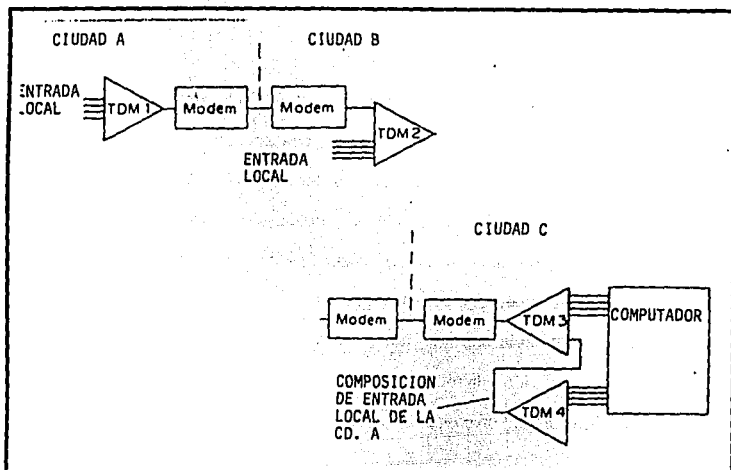 CIUDAD A
CIUDAD B
ENTRADA
LOCAL
TDM 1
Modem
Modem
TDM 2
ENTRADA
LOCAL
CIUDAD C
Modem
Modem
TDM 3
COMPUTADOR
COMPOSICION
DE ENTRADA
LOCAL DE LA
CD. A
TDM 4